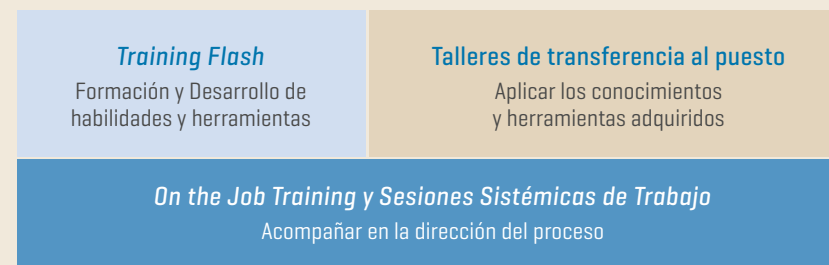 Training Flash
Formación y Desarrollo de
habilidades y herramientas
Talleres de transferencia al puesto
Aplicar los conocimientos
y herramientas adquiridos
On the Job Training y Sesiones Sistémicas de Trabajo
Acompañar en la dirección del proceso